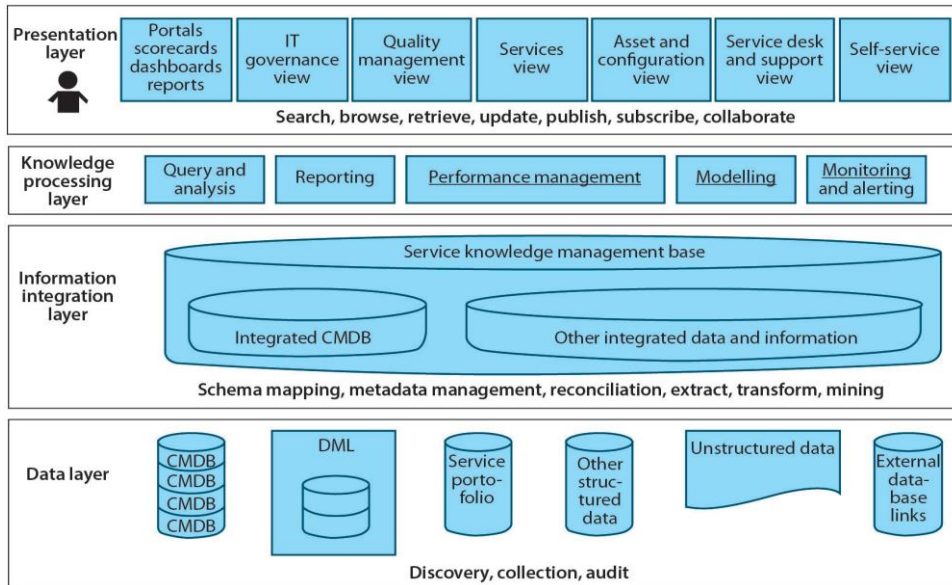 Presentation
layer
Portals
scorecards
dashboards
reports
IT
governance
view
Quality
management
view
Services
view
Asset and
configuration
view
Service desk
and support
view
Self-service
view
Search, browse, retrieve, update, publish, subscribe, collaborate
Knowledge
processing
layer
Query and
analysis
Reporting
Performance management
Modelling
Monitoring
and alerting
Information
integration
layer
Service knowledge management base
Integrated CMDB
Other integrated data and information
Schema mapping, metadata management, reconciliation, extract, transform, mining
Data layer
CMDB
CMDB
CMDB
CMDB
DML
Service
porto-
folio
Other
struc-
tured
data
Unstructured data
External
data-
base
links
Discovery, collection, audit